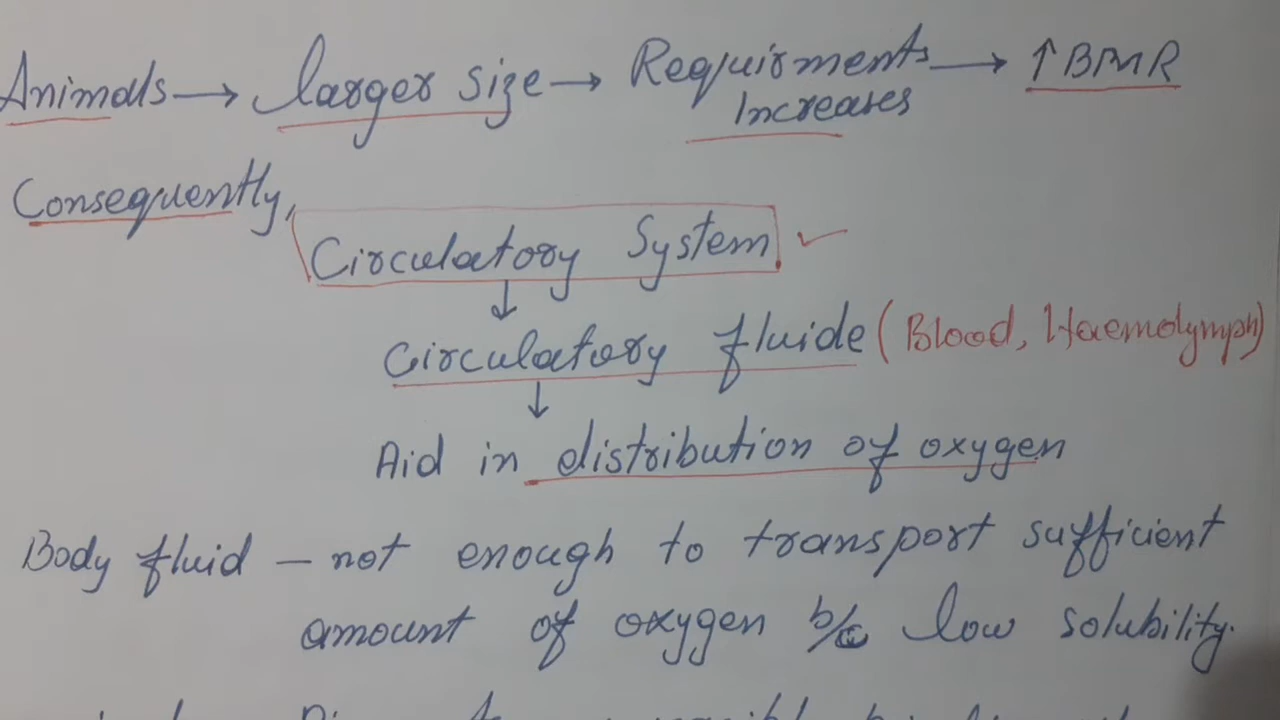 Animals → larger size → Requirments → ↑BMR
Increases
Consequently,
Circulatory System ✓
↓
Circulatory fluide (Blood, Haemolymph)
↓
Aid in distribution of oxygen
Body fluid – not enough to transport sufficient
amount of oxygen b/c low solubility.